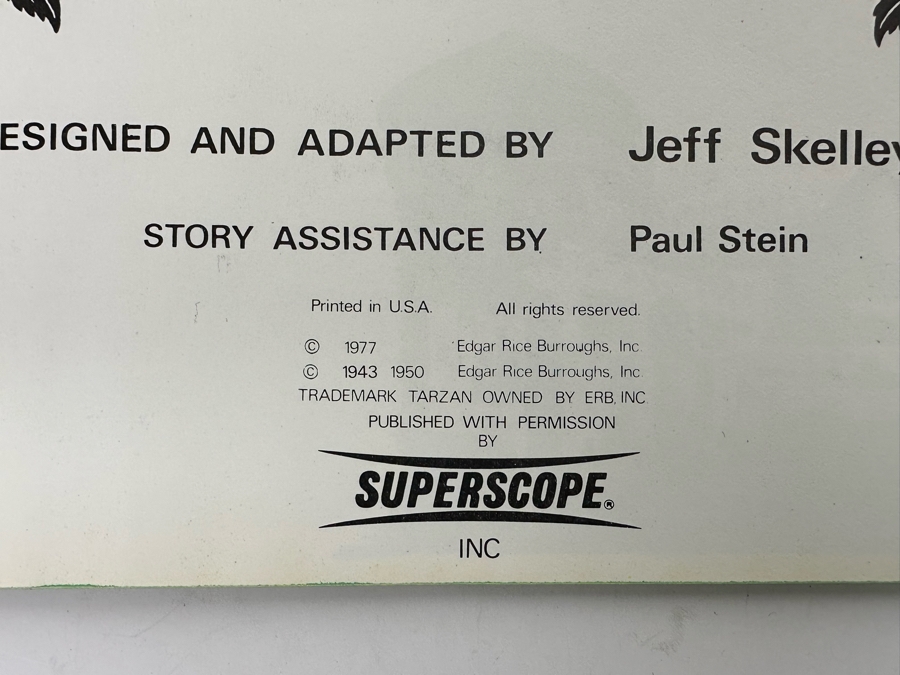 ESIGNED AND ADAPTED BY Jeff Skelley
STORY ASSISTANCE BY Paul Stein
Printed in U.S.A. All rights reserved.
© 1977 Edgar Rice Burroughs, Inc.
© 1943 1950 Edgar Rice Burroughs, Inc.
TRADEMARK TARZAN OWNED BY ERB, INC.
PUBLISHED WITH PERMISSION
BY
SUPERSCOPE®
INC